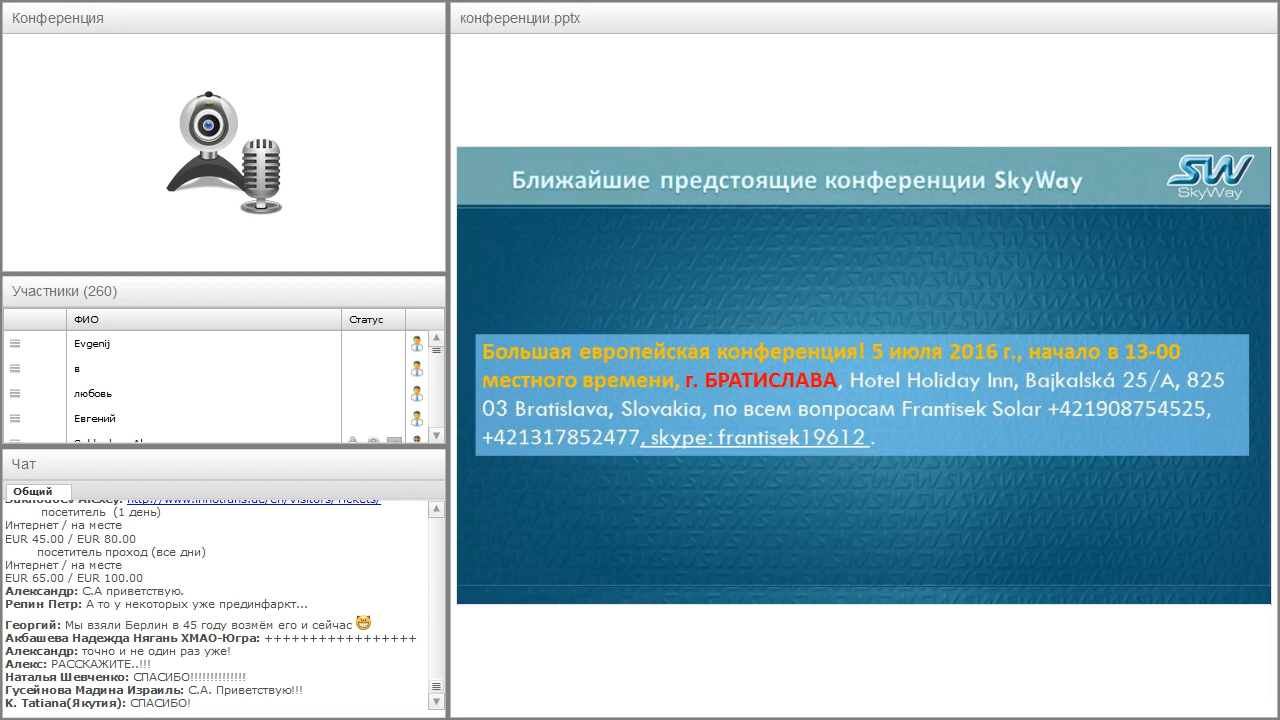 Конференция
Участники (260)
ФИО Статус
Evgenij
в
любовь
Евгений
Чат
Общий
посетитель (1 день)
Интернет / на месте
EUR 45.00 / EUR 80.00
посетитель проход (все дни)
Интернет / на месте
EUR 65.00 / EUR 100.00
Александр: С.А приветствую.
Репин Петр: А то у некоторых уже прединфаркт...
Георгий: Мы взяли Берлин в 45 году возмём его и сейчас
Акбашева Надежда Нягань ХМАО-Югра: +++++++++++++++++
Александр: точно и не один раз уже!
Алекс: РАССКАЖИТЕ..!!!
Наталья Шевченко: СПАСИБО!!!!!!!!!!!!!!
Гусейнова Мадина Израиль: С.А. Приветствую!!!
K. Tatiana(Якутия): СПАСИБО!
конференции.pptx
Ближайшие предстоящие конференции SkyWay
SW
SkyWay
Большая европейская конференция! 5 июля 2016 г., начало в 13-00
местного времени, г. БРАТИСЛАВА, Hotel Holiday Inn, Bajkalská 25/A, 825
03 Bratislava, Slovakia, по всем вопросам Frantisek Solar +421908754525,
+421317852477, skype: frantisek19612 .